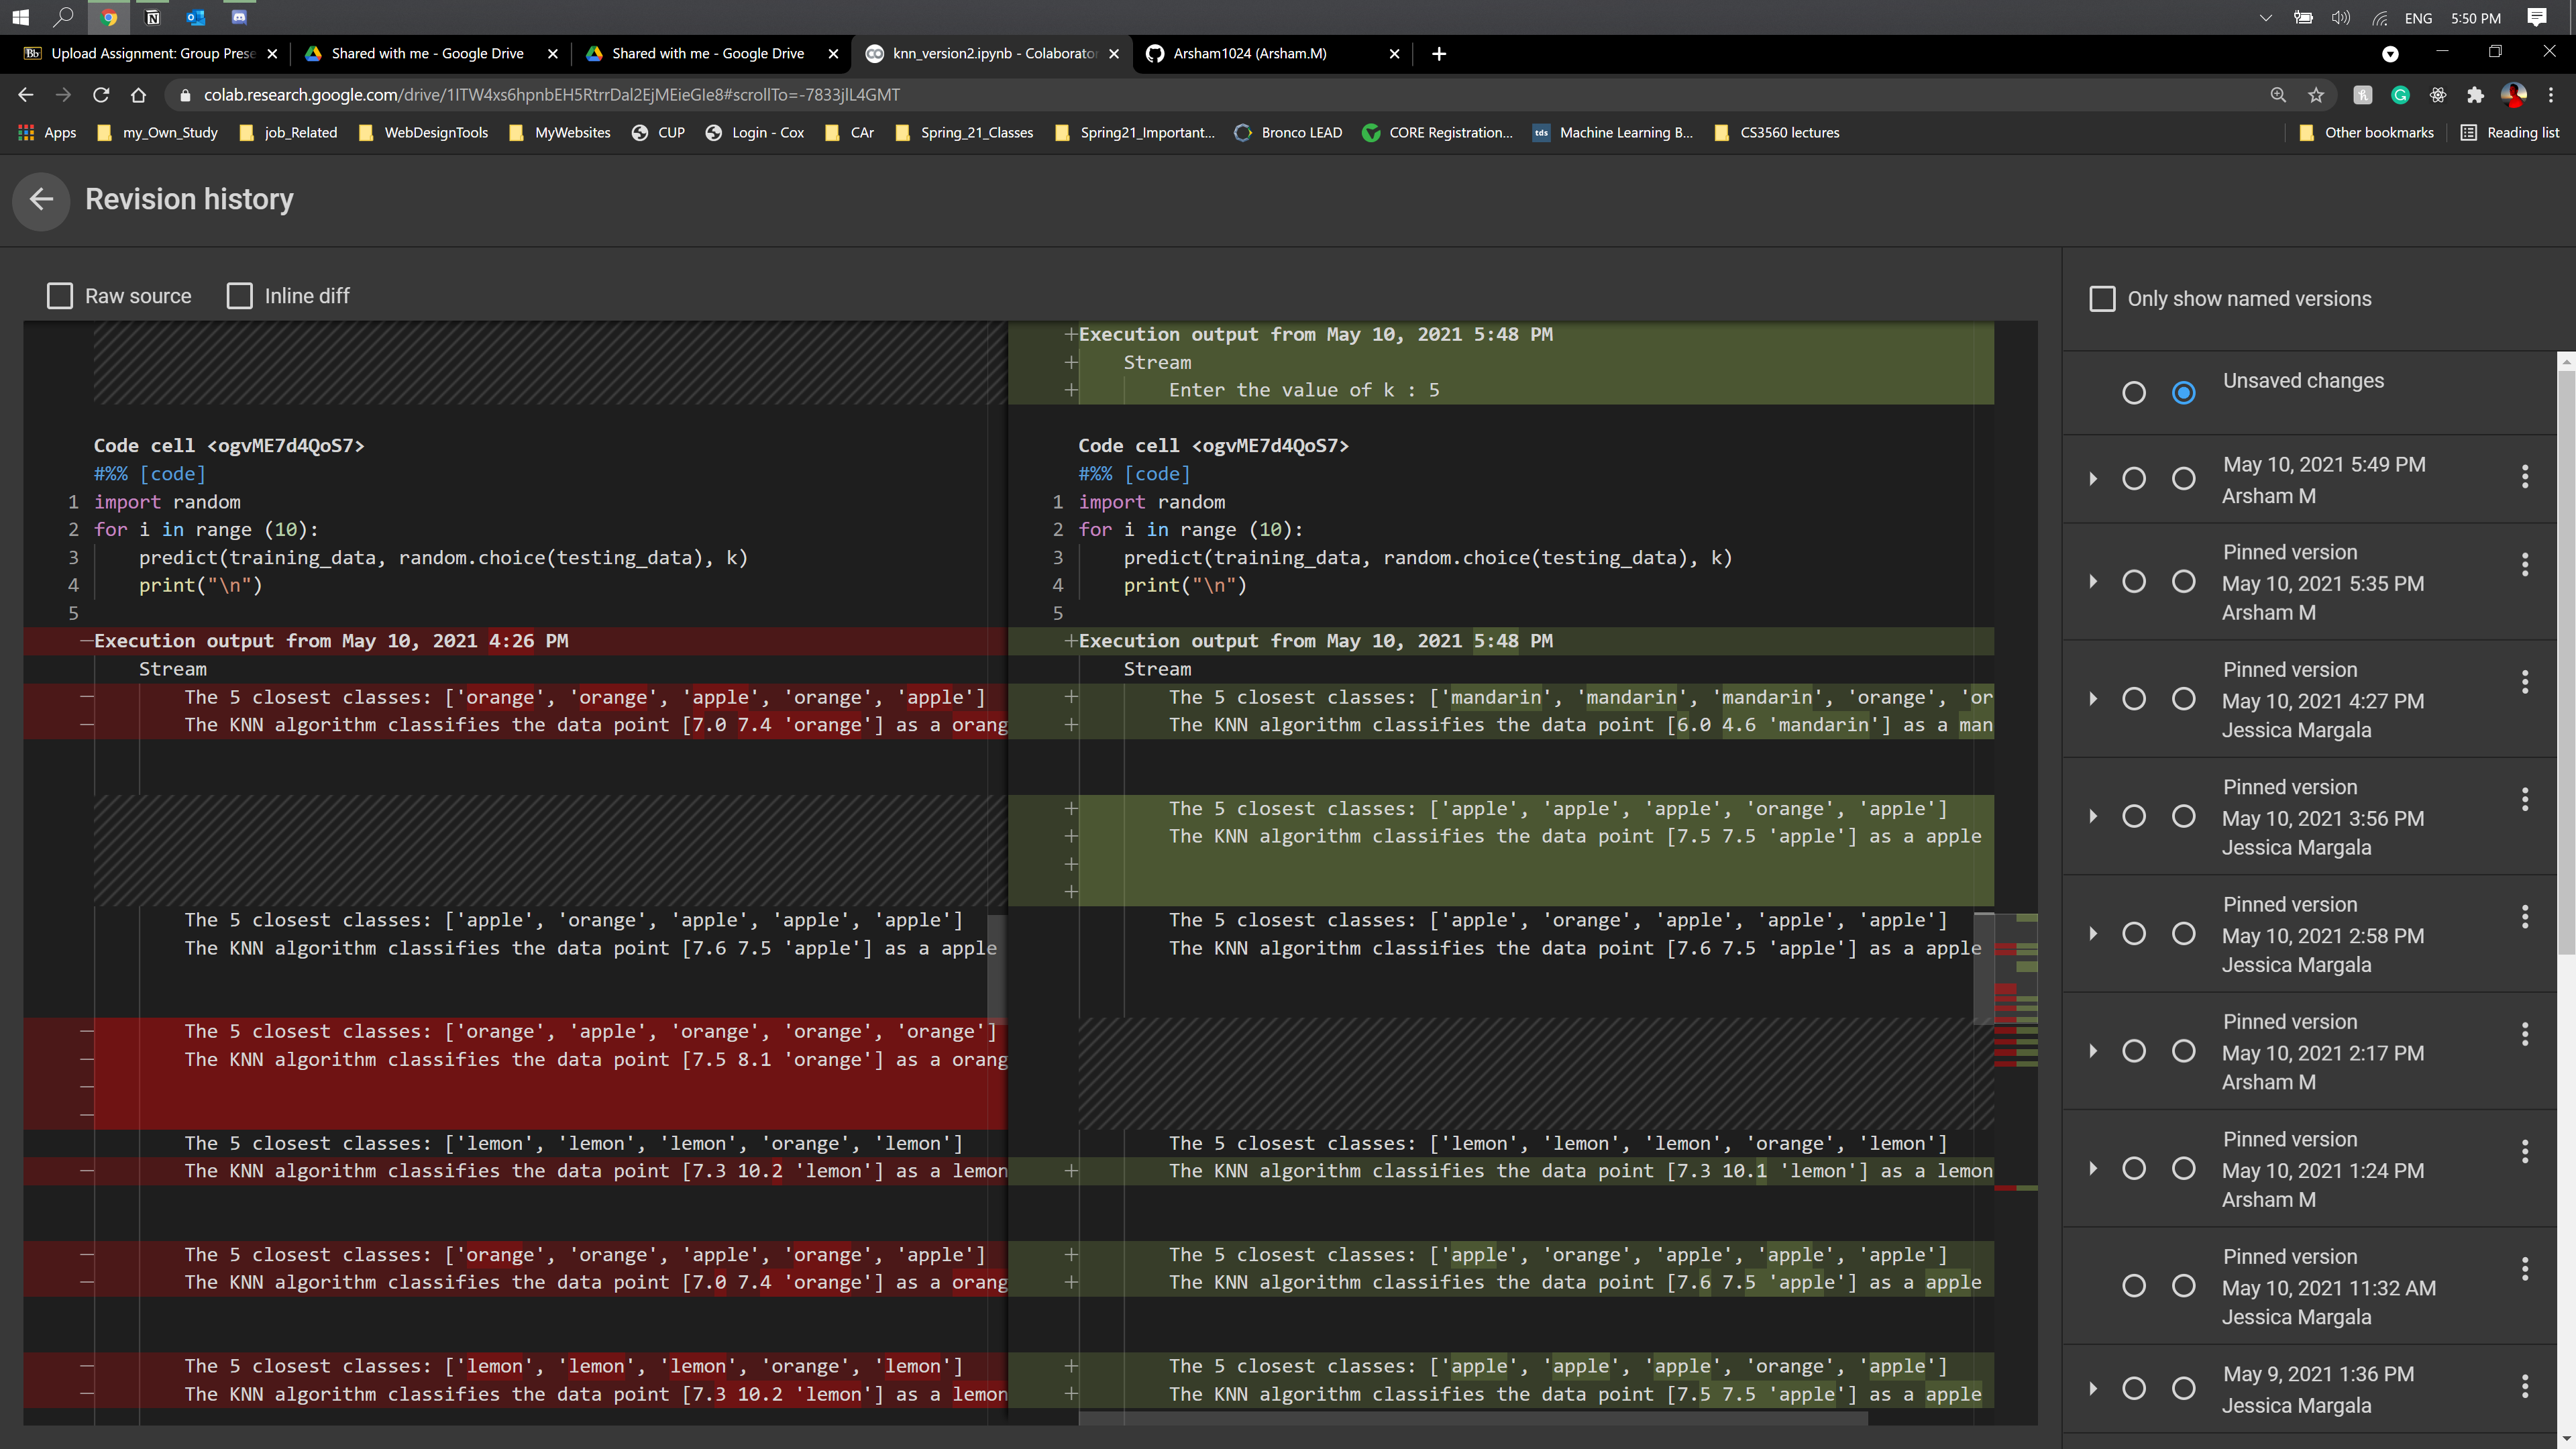 ENG 5:50 PM
Bb Upload Assignment: Group Prese
Shared with me - Google Drive
Shared with me - Google Drive
knn_version2.ipynb - Colaborator
Arsham1024 (Arsham.M)
colab.research.google.com/drive/1ITW4xs6hpnbEH5RtrrDal2EjMEieGIe8#scrollTo=-7833jlL4GMT
Apps my_Own_Study job_Related WebDesignTools MyWebsites CUP Login - Cox CAr Spring_21_Classes Spring21_Important... Bronco LEAD CORE Registration... tds Machine Learning B... CS3560 lectures Other bookmarks Reading list
Revision history
Raw source Inline diff
Code cell <ogvME7d4QoS7>
#%% [code]
1 import random
2 for i in range (10):
3 predict(training_data, random.choice(testing_data), k)
4 print("\n")
5
−Execution output from May 10, 2021 4:26 PM
Stream
− The 5 closest classes: ['orange', 'orange', 'apple', 'orange', 'apple']
− The KNN algorithm classifies the data point [7.0 7.4 'orange'] as a orang
The 5 closest classes: ['apple', 'orange', 'apple', 'apple', 'apple']
The KNN algorithm classifies the data point [7.6 7.5 'apple'] as a apple
− The 5 closest classes: ['orange', 'apple', 'orange', 'orange', 'orange']
− The KNN algorithm classifies the data point [7.5 8.1 'orange'] as a orang
−
−
The 5 closest classes: ['lemon', 'lemon', 'lemon', 'orange', 'lemon']
− The KNN algorithm classifies the data point [7.3 10.2 'lemon'] as a lemon
− The 5 closest classes: ['orange', 'orange', 'apple', 'orange', 'apple']
− The KNN algorithm classifies the data point [7.0 7.4 'orange'] as a orang
− The 5 closest classes: ['lemon', 'lemon', 'lemon', 'orange', 'lemon']
− The KNN algorithm classifies the data point [7.3 10.2 'lemon'] as a lemon
+Execution output from May 10, 2021 5:48 PM
+ Stream
+ Enter the value of k : 5
Code cell <ogvME7d4QoS7>
#%% [code]
1 import random
2 for i in range (10):
3 predict(training_data, random.choice(testing_data), k)
4 print("\n")
5
+Execution output from May 10, 2021 5:48 PM
Stream
+ The 5 closest classes: ['mandarin', 'mandarin', 'mandarin', 'orange', 'or
+ The KNN algorithm classifies the data point [6.0 4.6 'mandarin'] as a man
+ The 5 closest classes: ['apple', 'apple', 'apple', 'orange', 'apple']
+ The KNN algorithm classifies the data point [7.5 7.5 'apple'] as a apple
+
+
The 5 closest classes: ['apple', 'orange', 'apple', 'apple', 'apple']
The KNN algorithm classifies the data point [7.6 7.5 'apple'] as a apple
The 5 closest classes: ['lemon', 'lemon', 'lemon', 'orange', 'lemon']
+ The KNN algorithm classifies the data point [7.3 10.1 'lemon'] as a lemon
+ The 5 closest classes: ['apple', 'orange', 'apple', 'apple', 'apple']
+ The KNN algorithm classifies the data point [7.6 7.5 'apple'] as a apple
+ The 5 closest classes: ['apple', 'apple', 'apple', 'orange', 'apple']
+ The KNN algorithm classifies the data point [7.5 7.5 'apple'] as a apple
Only show named versions
Unsaved changes
May 10, 2021 5:49 PM
Arsham M
Pinned version
May 10, 2021 5:35 PM
Arsham M
Pinned version
May 10, 2021 4:27 PM
Jessica Margala
Pinned version
May 10, 2021 3:56 PM
Jessica Margala
Pinned version
May 10, 2021 2:58 PM
Jessica Margala
Pinned version
May 10, 2021 2:17 PM
Arsham M
Pinned version
May 10, 2021 1:24 PM
Arsham M
Pinned version
May 10, 2021 11:32 AM
Jessica Margala
May 9, 2021 1:36 PM
Jessica Margala